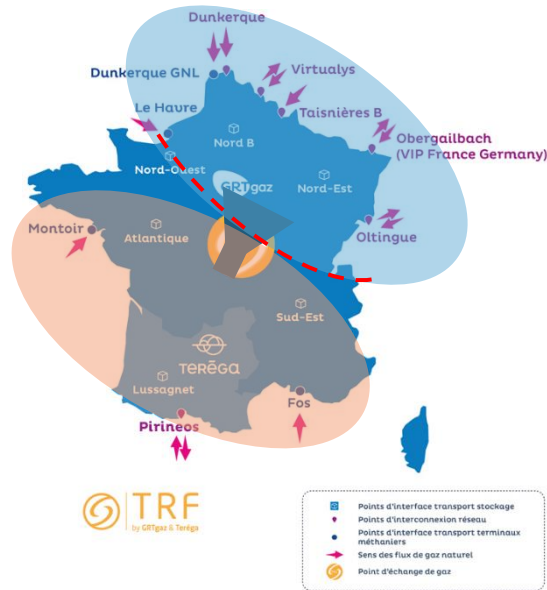 Dunkerque
Dunkerque GNL
Virtualys
Le Havre
Taisnières B
Nord B
Obergailbach
(VIP France Germany)
Nord-Ouest
GRTgaz
Nord-Est
Montoir
Atlantique
Oltingue
Sud-Est
TERĒGA
Lussagnet
Fos
Pirineos
TRF
by GRTgaz & Teréga
Points d'interface transport stockage
Points d'interconnexion réseau
Points d'interface transport terminaux
méthaniers
Sens des flux de gaz naturel
Point d'échange de gaz